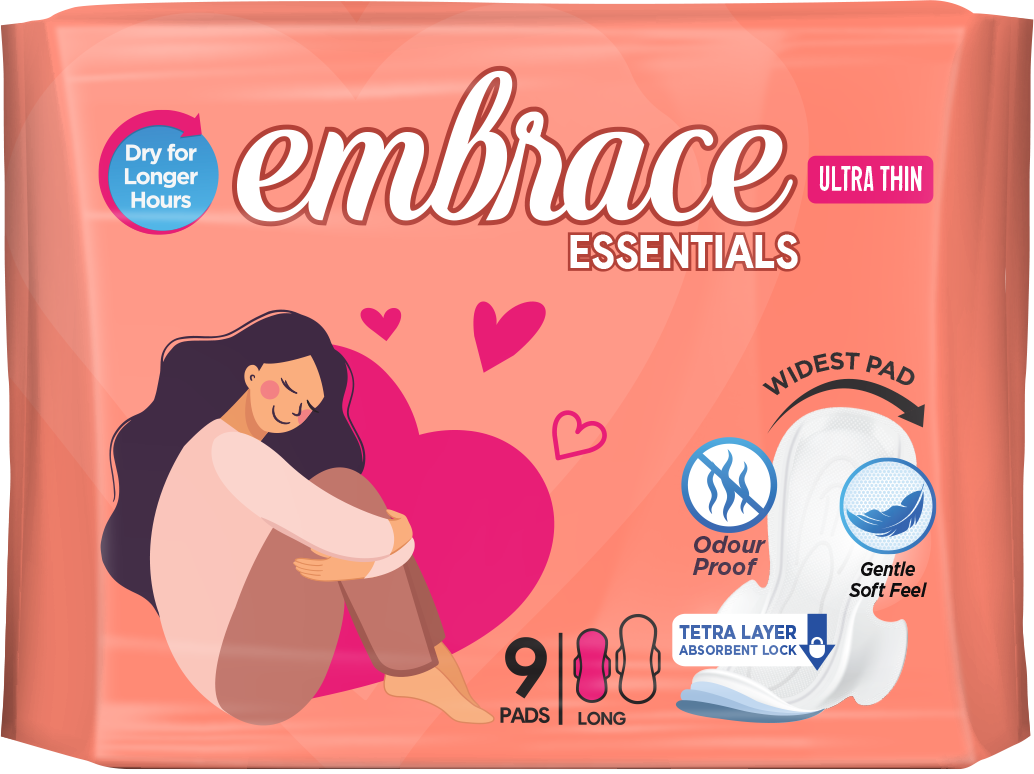 Dry for
Longer
Hours
embrace
ESSENTIALS
ULTRA THIN
WIDEST PAD
Odour
Proof
Gentle
Soft Feel
TETRA LAYER
ABSORBENT LOCK
9
PADS
LONG